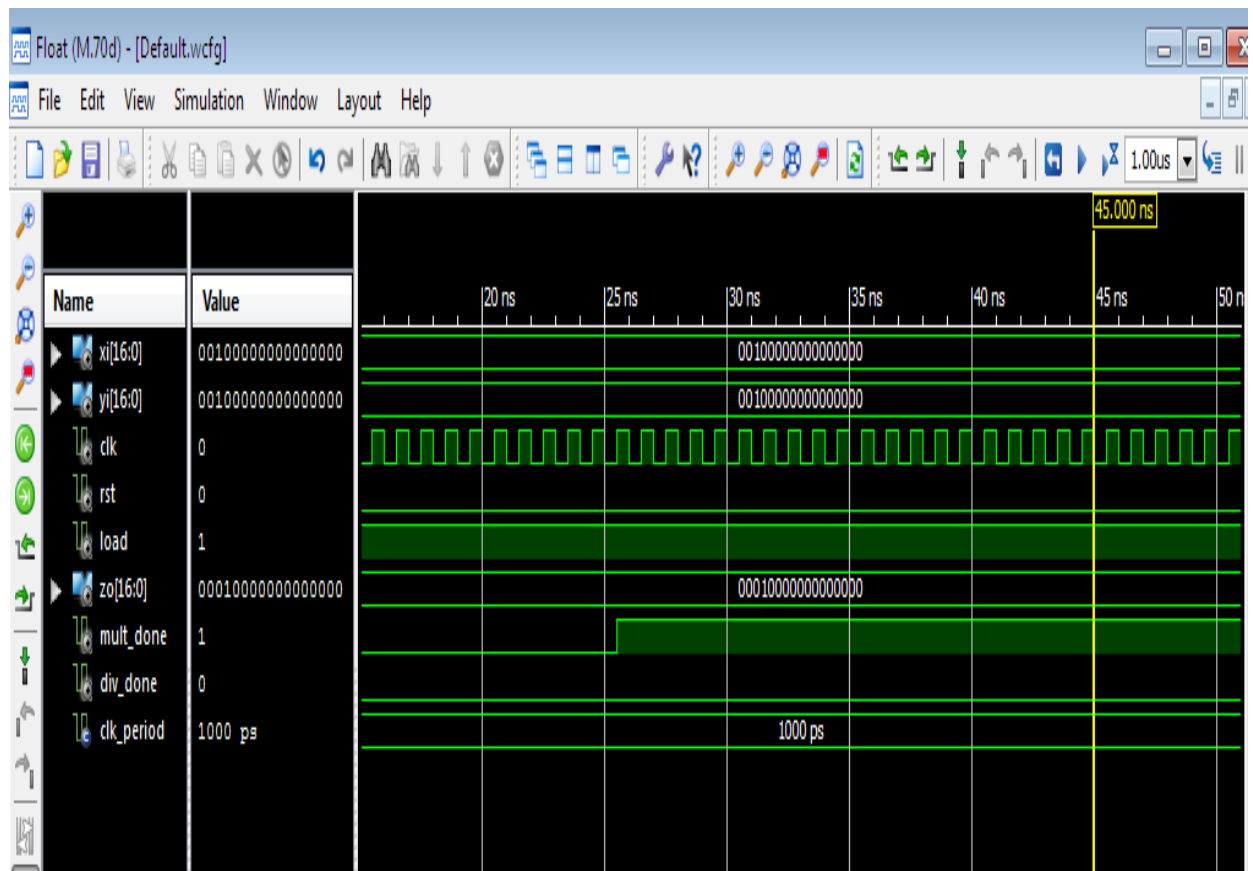 Float (M.70d) - [Default.wcfg]
File Edit View Simulation Window Layout Help
1.00us
45.000 ns
Name Value
20 ns 25 ns 30 ns 35 ns 40 ns 45 ns 50 n
xi[16:0] 00100000000000000 00100000000000000
yi[16:0] 00100000000000000 00100000000000000
clk 0
rst 0
load 1
zo[16:0] 00010000000000000 00010000000000000
mult_done 1
div_done 0
clk_period 1000 ps 1000 ps